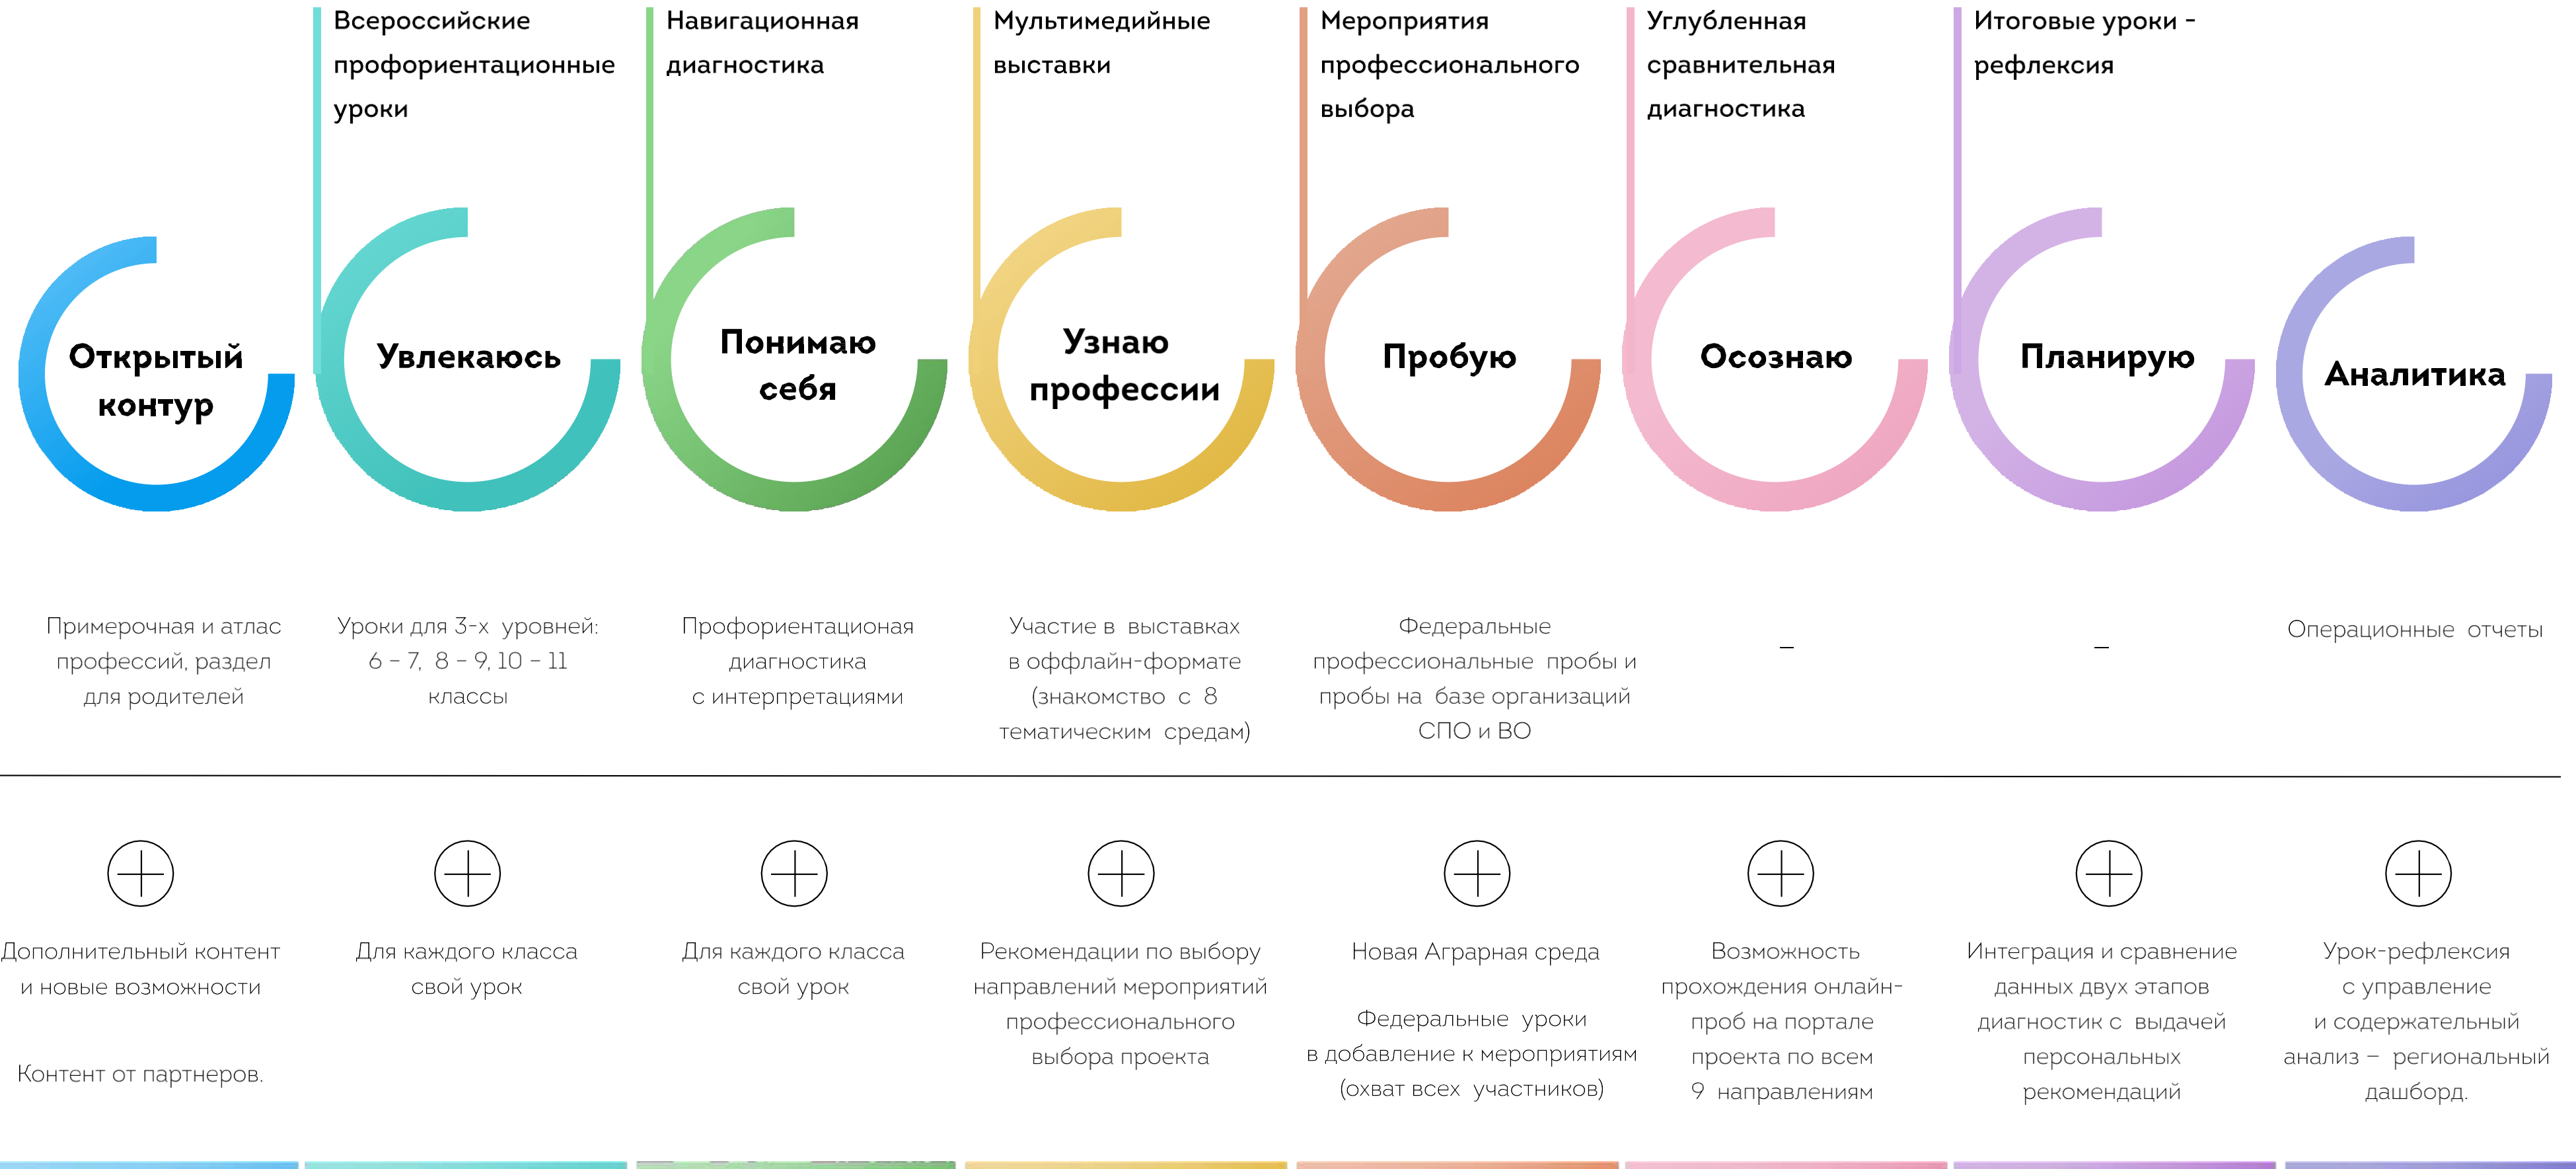 Всероссийские
профориентационные
уроки
Навигационная
диагностика
Мультимедийные
выставки
Мероприятия
профессионального
выбора
Углубленная
сравнительная
диагностика
Итоговые уроки -
рефлексия
Открытый
контур
Увлекаюсь
Понимаю
себя
Узнаю
профессии
Пробую
Осознаю
Планирую
Аналитика
Примерочная и атлас
профессий, раздел
для родителей
Уроки для 3-х уровней:
6 – 7, 8 – 9, 10 – 11
классы
Профориентационая
диагностика
с интерпретациями
Участие в выставках
в оффлайн-формате
(знакомство с 8
тематическим средам)
Федеральные
профессиональные пробы и
пробы на базе организаций
СПО и ВО
–
–
Операционные отчеты
Дополнительный контент
и новые возможности
Контент от партнеров.
Для каждого класса
свой урок
Для каждого класса
свой урок
Рекомендации по выбору
направлений мероприятий
профессионального
выбора проекта
Новая Аграрная среда
Федеральные уроки
в добавление к мероприятиям
(охват всех участников)
Возможность
прохождения онлайн-
проб на портале
проекта по всем
9 направлениям
Интеграция и сравнение
данных двух этапов
диагностик с выдачей
персональных
рекомендаций
Урок-рефлексия
с управление
и содержательный
анализ – региональный
дашборд.